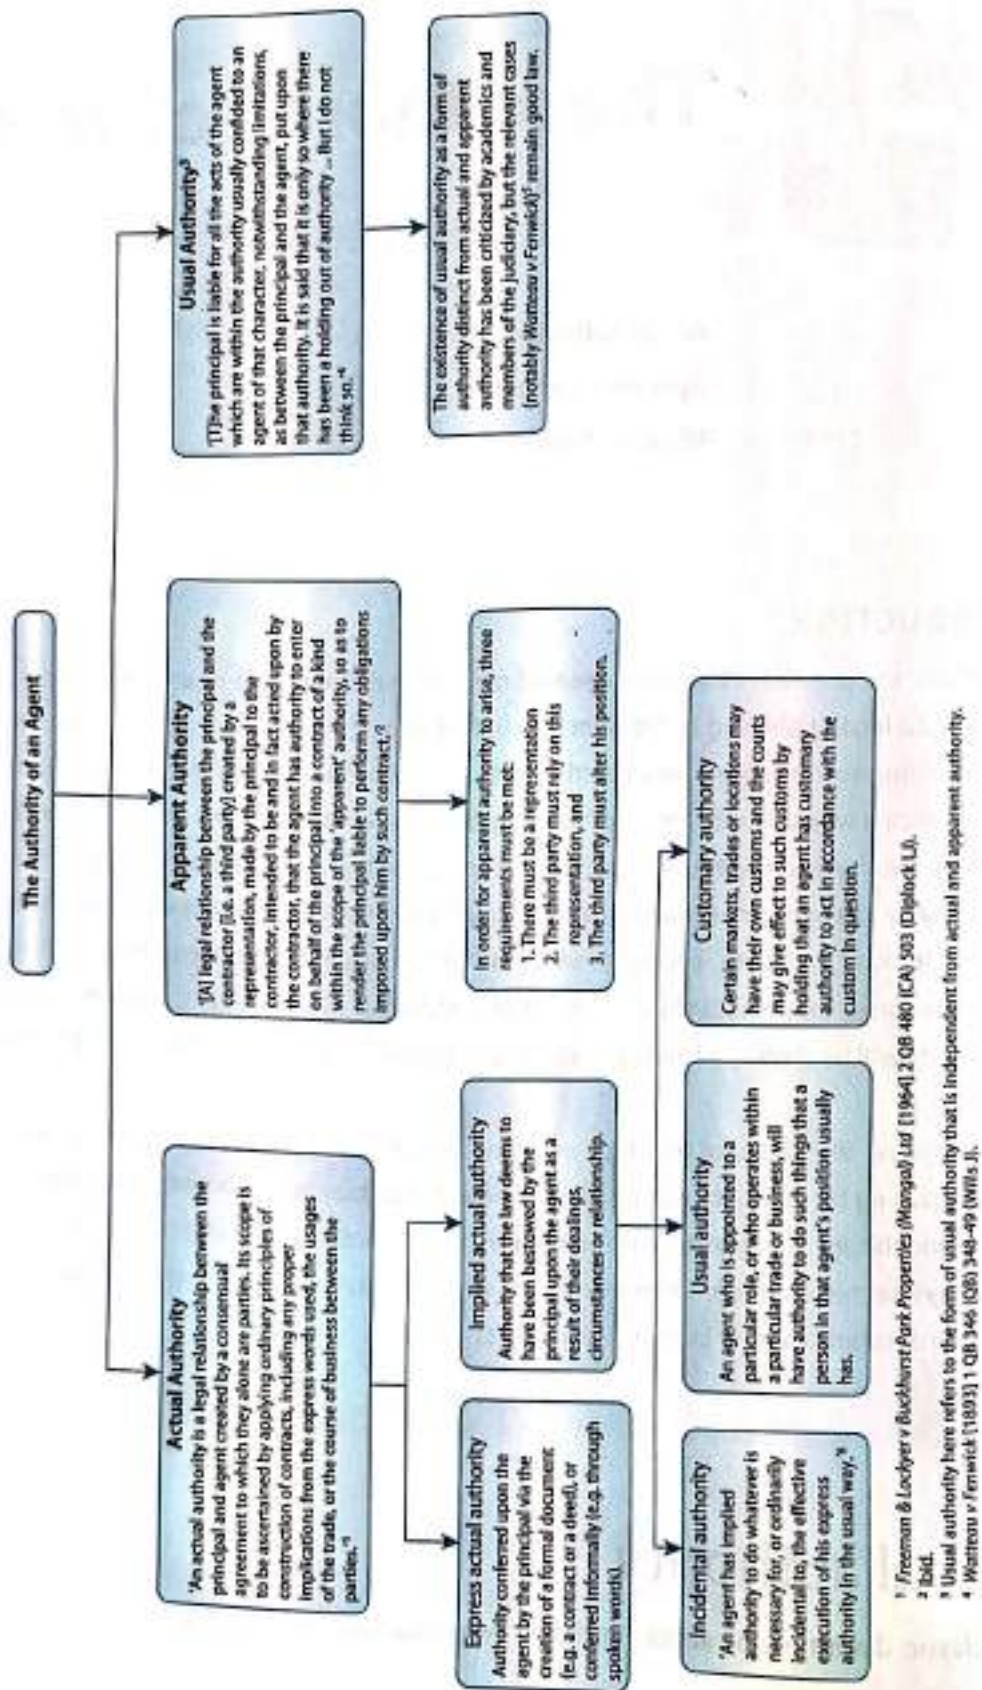 The Authority of an Agent
Actual Authority
'An actual authority is a legal relationship between the
principal and agent created by a consensual
agreement to which they alone are parties. Its scope is
to be ascertained by applying ordinary principles of
construction of contracts, including any proper
implications from the express words used, the usages
of the trade, or the course of business between the
parties.'¹
Apparent Authority
'[A] legal relationship between the principal and the
contractor [i.e. a third party] created by a
representation, made by the principal to the
contractor, intended to be and in fact acted upon by
the contractor, that the agent has authority to enter
on behalf of the principal into a contract of a kind
within the scope of the 'apparent' authority, so as to
render the principal liable to perform any obligations
imposed upon him by such contract.'²
Usual Authority³
'[T]he principal is liable for all the acts of the agent
which are within the authority usually confided to an
agent of that character, notwithstanding limitations,
as between the principal and the agent, put upon
that authority. It is said that it is only so where there
has been a holding out of authority ... But I do not
think so.'⁴
Express actual authority
Authority conferred upon the
agent by the principal via the
creation of a formal document
(e.g. a contract or a deed), or
conferred informally (e.g. through
spoken words).
Implied actual authority
Authority that the law deems to
have been bestowed by the
principal upon the agent as a
result of their dealings,
circumstances or relationship.
In order for apparent authority to arise, three
requirements must be met:
1. There must be a representation
2. The third party must rely on this
representation, and
3. The third party must alter his position.
The existence of usual authority as a form of
authority distinct from actual and apparent
authority has been criticized by academics and
members of the judiciary, but the relevant cases
(notably Watteau v Fenwick)⁵ remain good law.
Incidental authority
'An agent has implied
authority to do whatever is
necessary for, or ordinarily
incidental to, the effective
execution of his express
authority in the usual way.'⁶
Usual authority
An agent who is appointed to a
particular role, or who operates within
a particular trade or business, will
have authority to do such things that a
person in that agent's position usually
has.
Customary authority
Certain markets, trades or locations may
have their own customs and the courts
may give effect to such customs by
holding that an agent has customary
authority to act in accordance with the
custom in question.
¹ Freeman & Lockyer v Buckhurst Park Properties (Mangal) Ltd [1964] 2 QB 480 (CA) 503 (Diplock LJ).
² Ibid.
³ Usual authority here refers to the form of usual authority that is independent from actual and apparent authority.
⁴ Watteau v Fenwick [1893] 1 QB 346 (QB) 348–49 (Wills J).